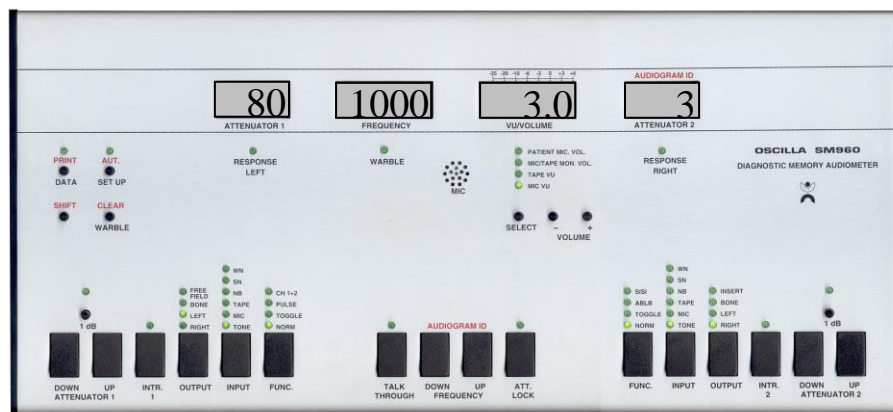 -35 -20 -10 -6 -3 0 +3 +6
AUDIOGRAM ID
80 1000 3.0 3
ATTENUATOR 1 FREQUENCY VU/VOLUME ATTENUATOR 2
PRINT AUT.
DATA SET UP
SHIFT CLEAR
WARBLE
RESPONSE
LEFT
WARBLE
MIC
PATIENT MIC. VOL.
MIC/TAPE MON. VOL.
TAPE VU
MIC VU
SELECT - +
VOLUME
RESPONSE
RIGHT
OSCILLA SM960
DIAGNOSTIC MEMORY AUDIOMETER
1 dB
FREE
FIELD
BONE
LEFT
RIGHT
WN
SN
NB
TAPE
MIC
TONE
CH 1+2
PULSE
TOGGLE
NORM
DOWN UP
ATTENUATOR 1
INTR.
1
OUTPUT
INPUT
FUNC.
AUDIOGRAM ID
TALK
THROUGH
DOWN UP
FREQUENCY
ATT.
LOCK
SISI
ABLB
TOGGLE
NORM
WN
SN
NB
TAPE
MIC
TONE
INSERT
BONE
LEFT
RIGHT
1 dB
FUNC.
INPUT
OUTPUT
INTR.
2
DOWN UP
ATTENUATOR 2